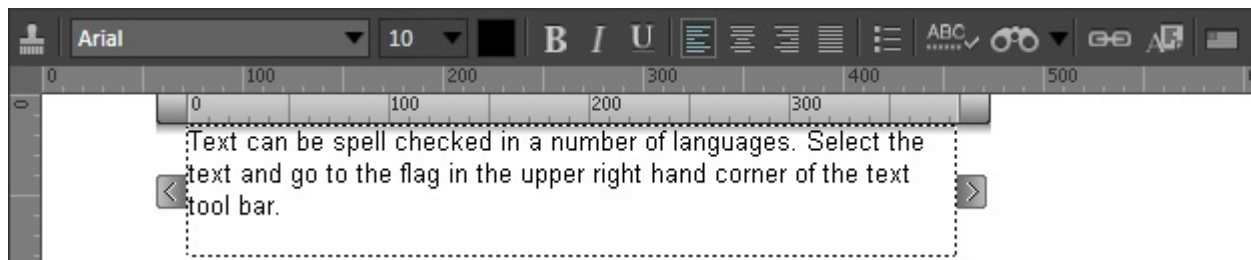 Arial 10 B I U ABC
0 100 200 300 400 500
0 100 200 300
0
Text can be spell checked in a number of languages. Select the
text and go to the flag in the upper right hand corner of the text
tool bar.